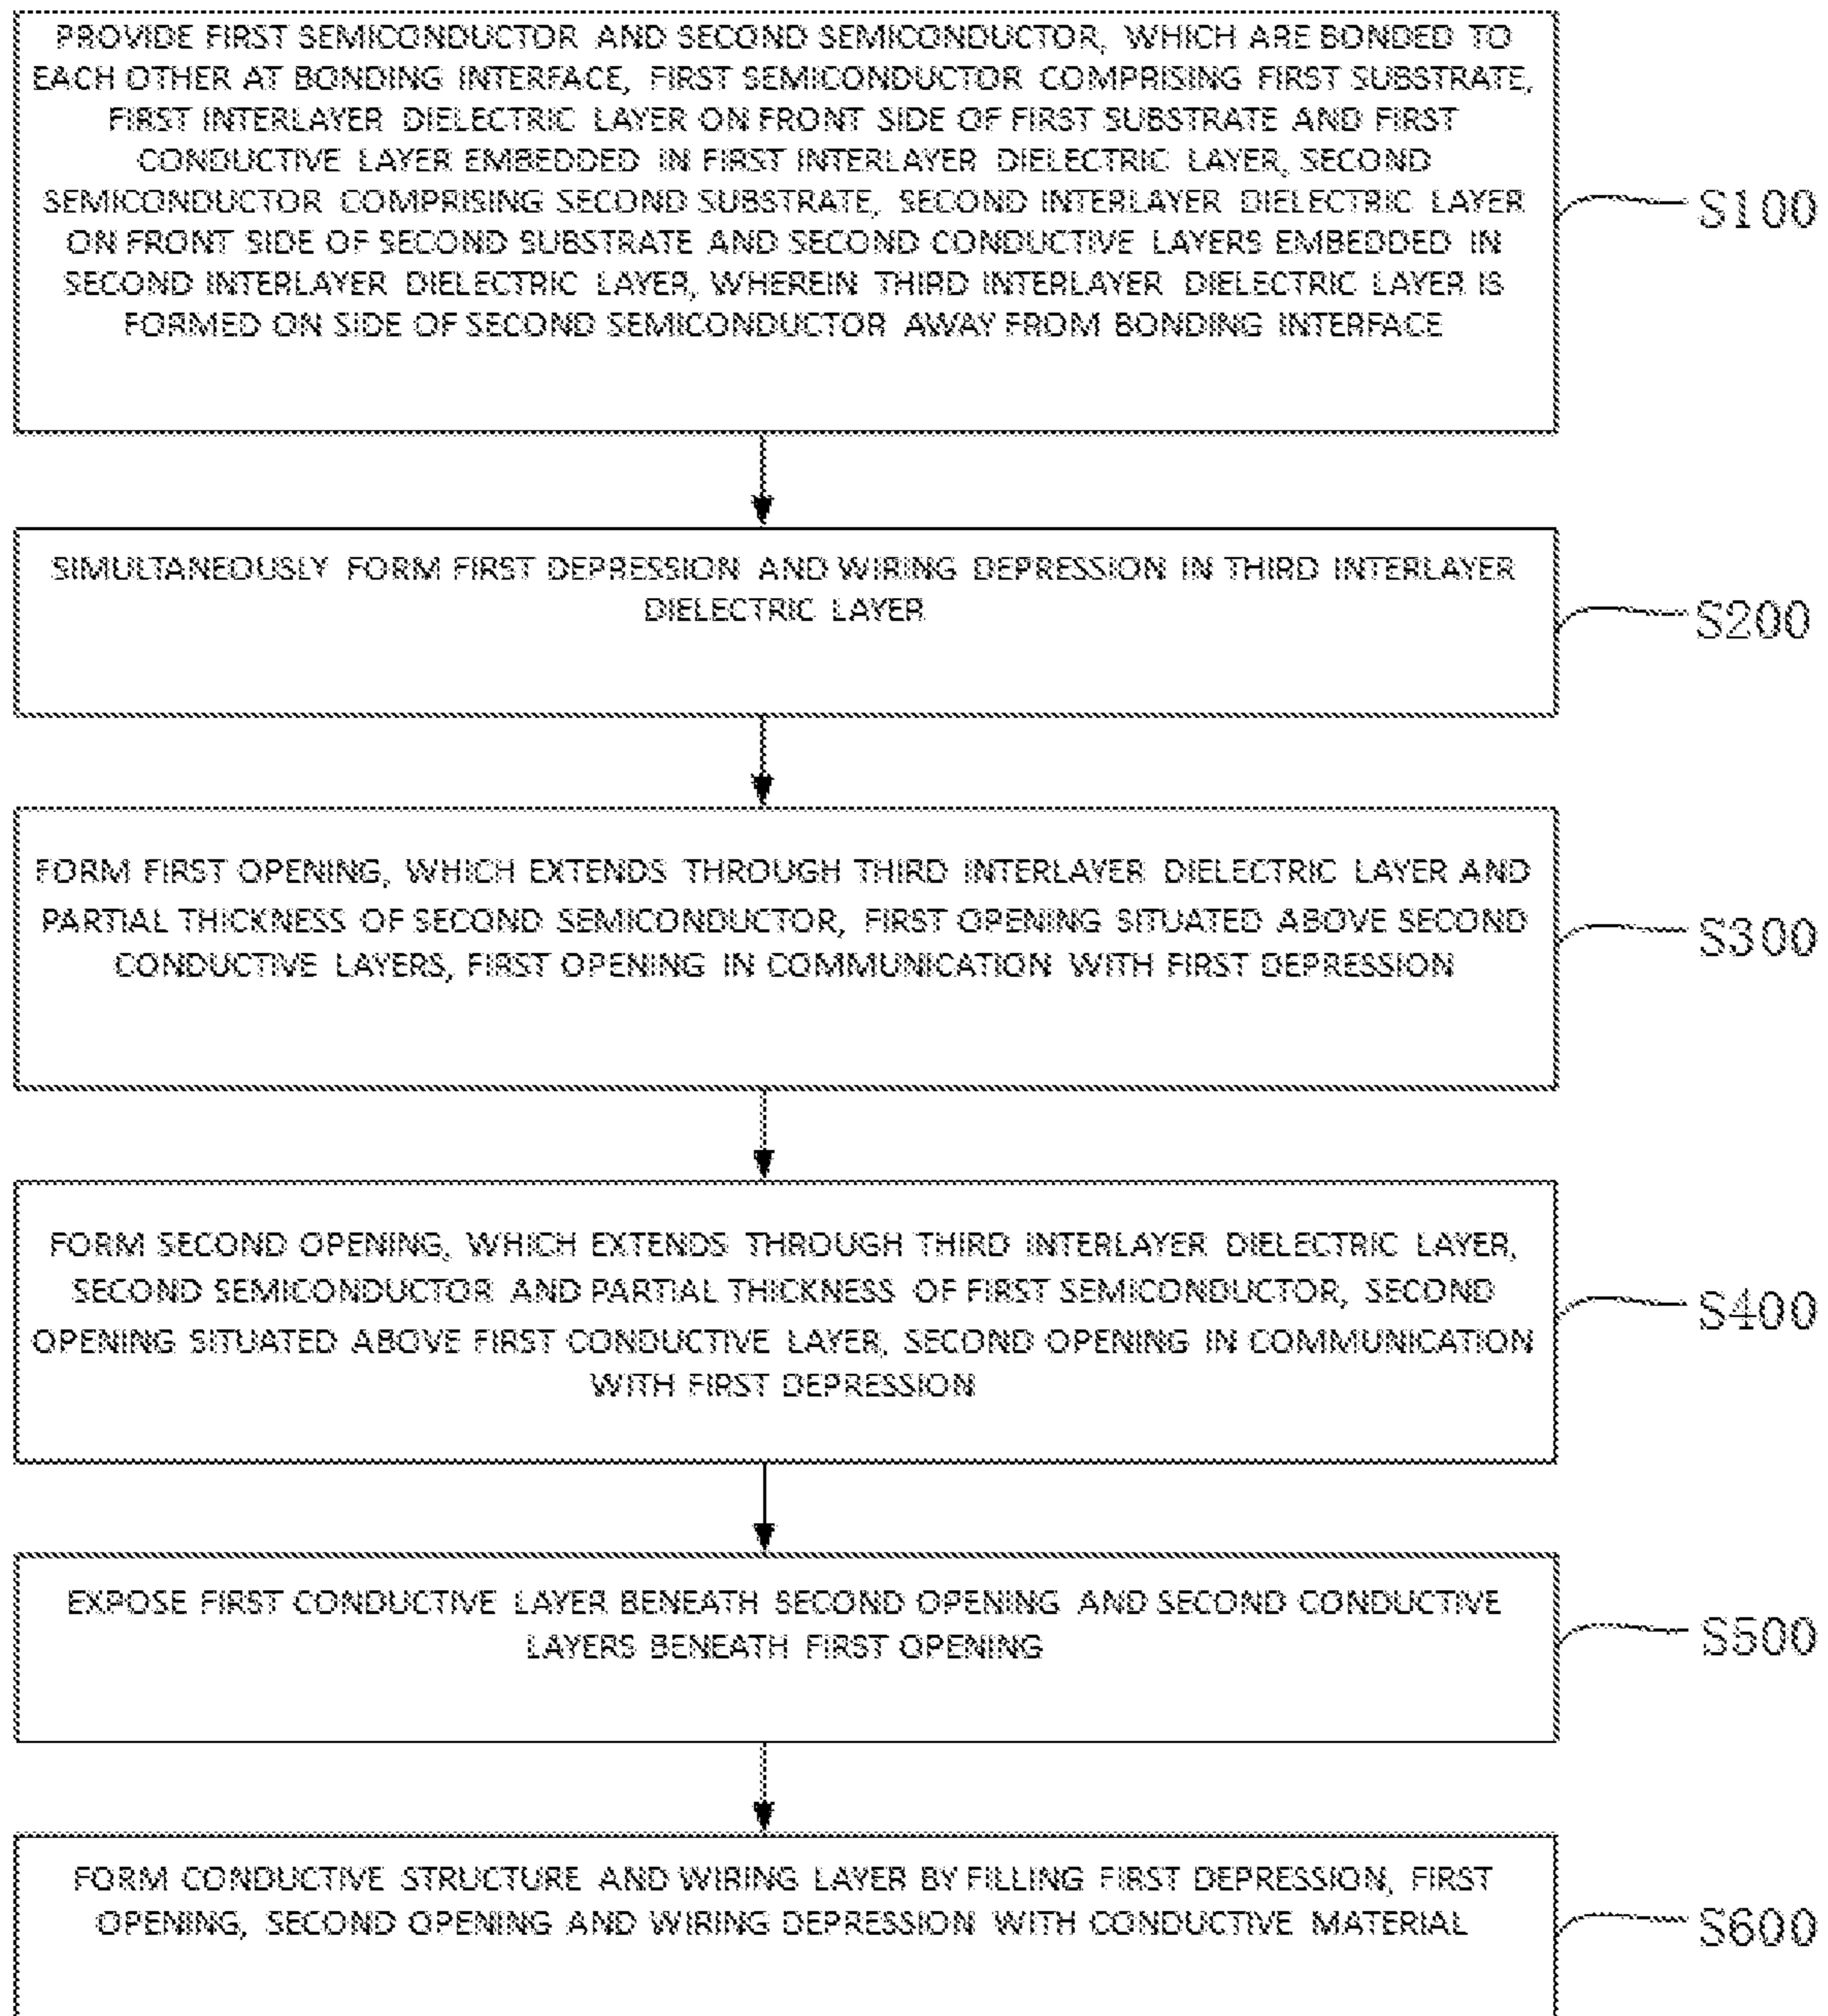 PROVIDE FIRST SEMICONDUCTOR AND SECOND SEMICONDUCTOR, WHICH ARE BONDED TO
EACH OTHER AT BONDING INTERFACE, FIRST SEMICONDUCTOR COMPRISING FIRST SUBSTRATE,
FIRST INTERLAYER DIELECTRIC LAYER ON FRONT SIDE OF FIRST SUBSTRATE AND FIRST
CONDUCTIVE LAYER EMBEDDED IN FIRST INTERLAYER DIELECTRIC LAYER, SECOND
SEMICONDUCTOR COMPRISING SECOND SUBSTRATE, SECOND INTERLAYER DIELECTRIC LAYER
ON FRONT SIDE OF SECOND SUBSTRATE AND SECOND CONDUCTIVE LAYERS EMBEDDED IN
SECOND INTERLAYER DIELECTRIC LAYER, WHEREIN THIRD INTERLAYER DIELECTRIC LAYER IS
FORMED ON SIDE OF SECOND SEMICONDUCTOR AWAY FROM BONDING INTERFACE
S100
SIMULTANEOUSLY FORM FIRST DEPRESSION AND WIRING DEPRESSION IN THIRD INTERLAYER
DIELECTRIC LAYER
S200
FORM FIRST OPENING, WHICH EXTENDS THROUGH THIRD INTERLAYER DIELECTRIC LAYER AND
PARTIAL THICKNESS OF SECOND SEMICONDUCTOR, FIRST OPENING SITUATED ABOVE SECOND
CONDUCTIVE LAYERS, FIRST OPENING IN COMMUNICATION WITH FIRST DEPRESSION
S300
FORM SECOND OPENING, WHICH EXTENDS THROUGH THIRD INTERLAYER DIELECTRIC LAYER,
SECOND SEMICONDUCTOR AND PARTIAL THICKNESS OF FIRST SEMICONDUCTOR, SECOND
OPENING SITUATED ABOVE FIRST CONDUCTIVE LAYER, SECOND OPENING IN COMMUNICATION
WITH FIRST DEPRESSION
S400
EXPOSE FIRST CONDUCTIVE LAYER BENEATH SECOND OPENING AND SECOND CONDUCTIVE
LAYERS BENEATH FIRST OPENING
S500
FORM CONDUCTIVE STRUCTURE AND WIRING LAYER BY FILLING FIRST DEPRESSION, FIRST
OPENING, SECOND OPENING AND WIRING DEPRESSION WITH CONDUCTIVE MATERIAL
S600